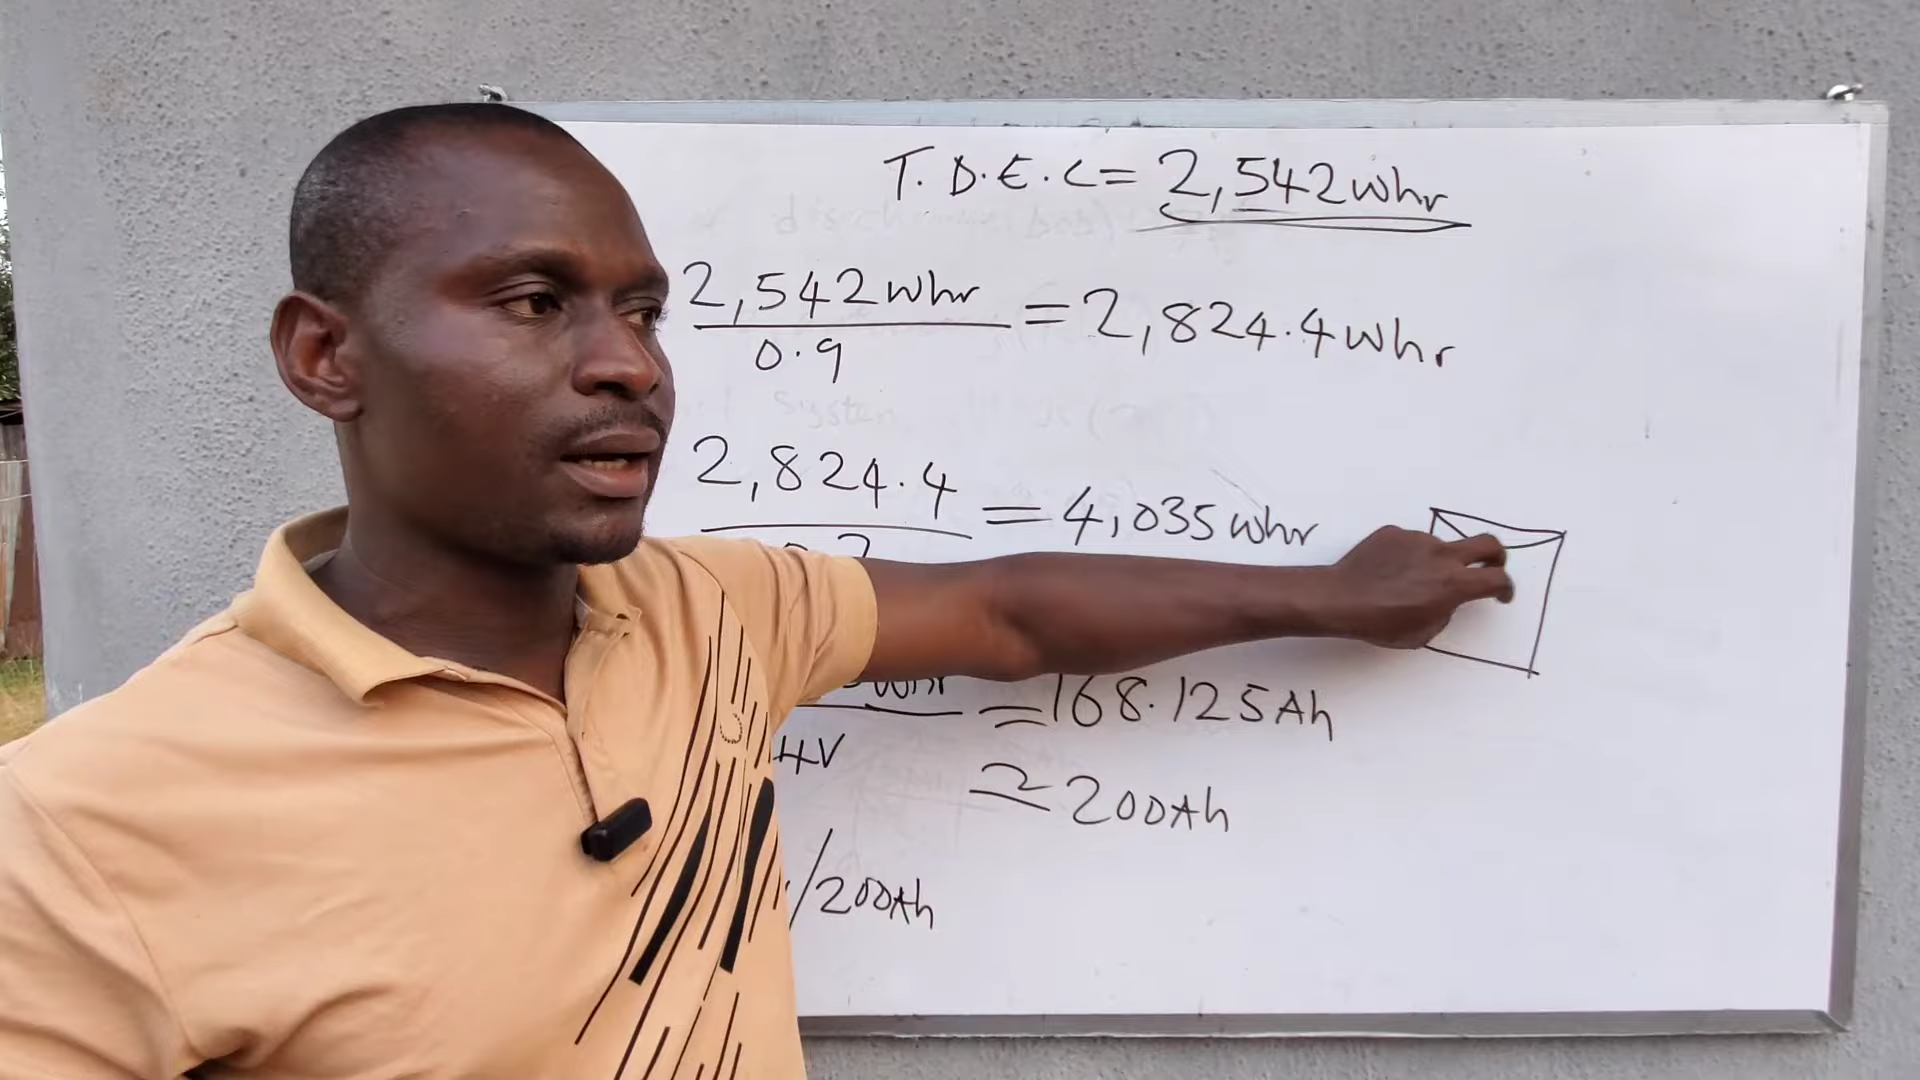 T. D.E.C = 2,542whr
2,542whr
0.9
= 2,824.4whr
2,824.4
= 4,035whr
whr
4V
= 168.125Ah
≃ 200Ah
/200Ah